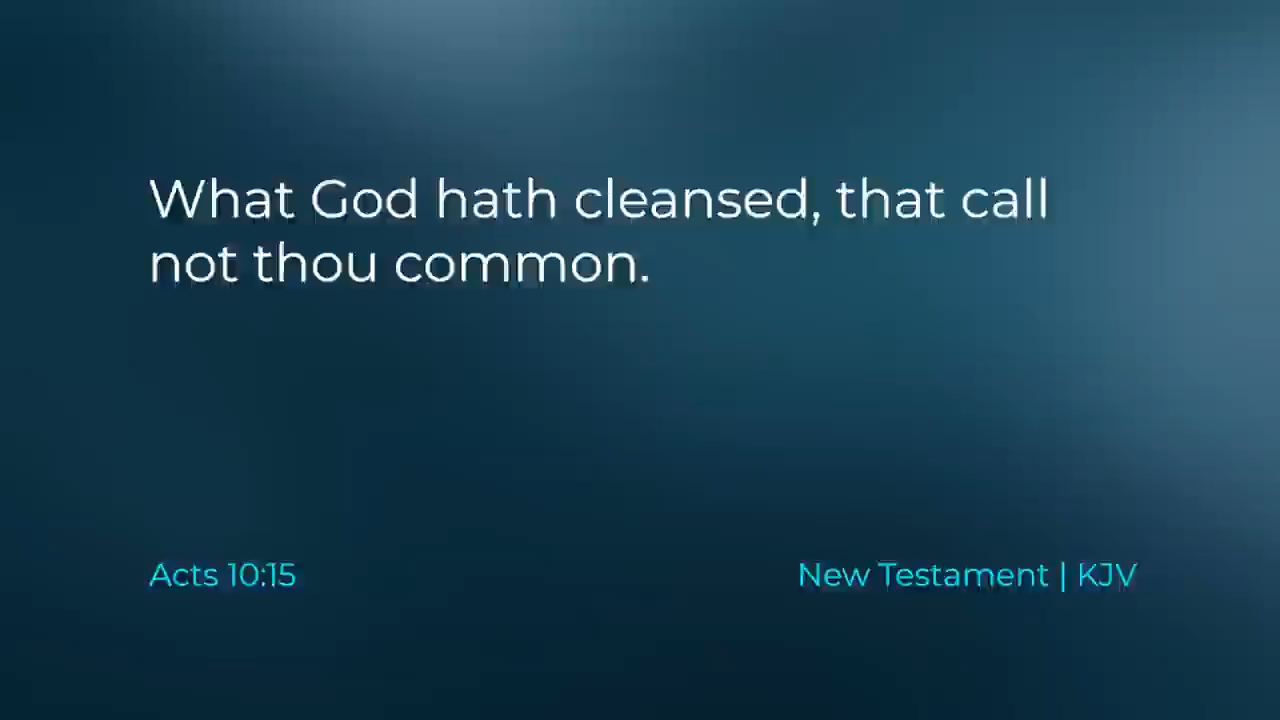 What God hath cleansed, that call
not thou common.
Acts 10:15
New Testament | KJV